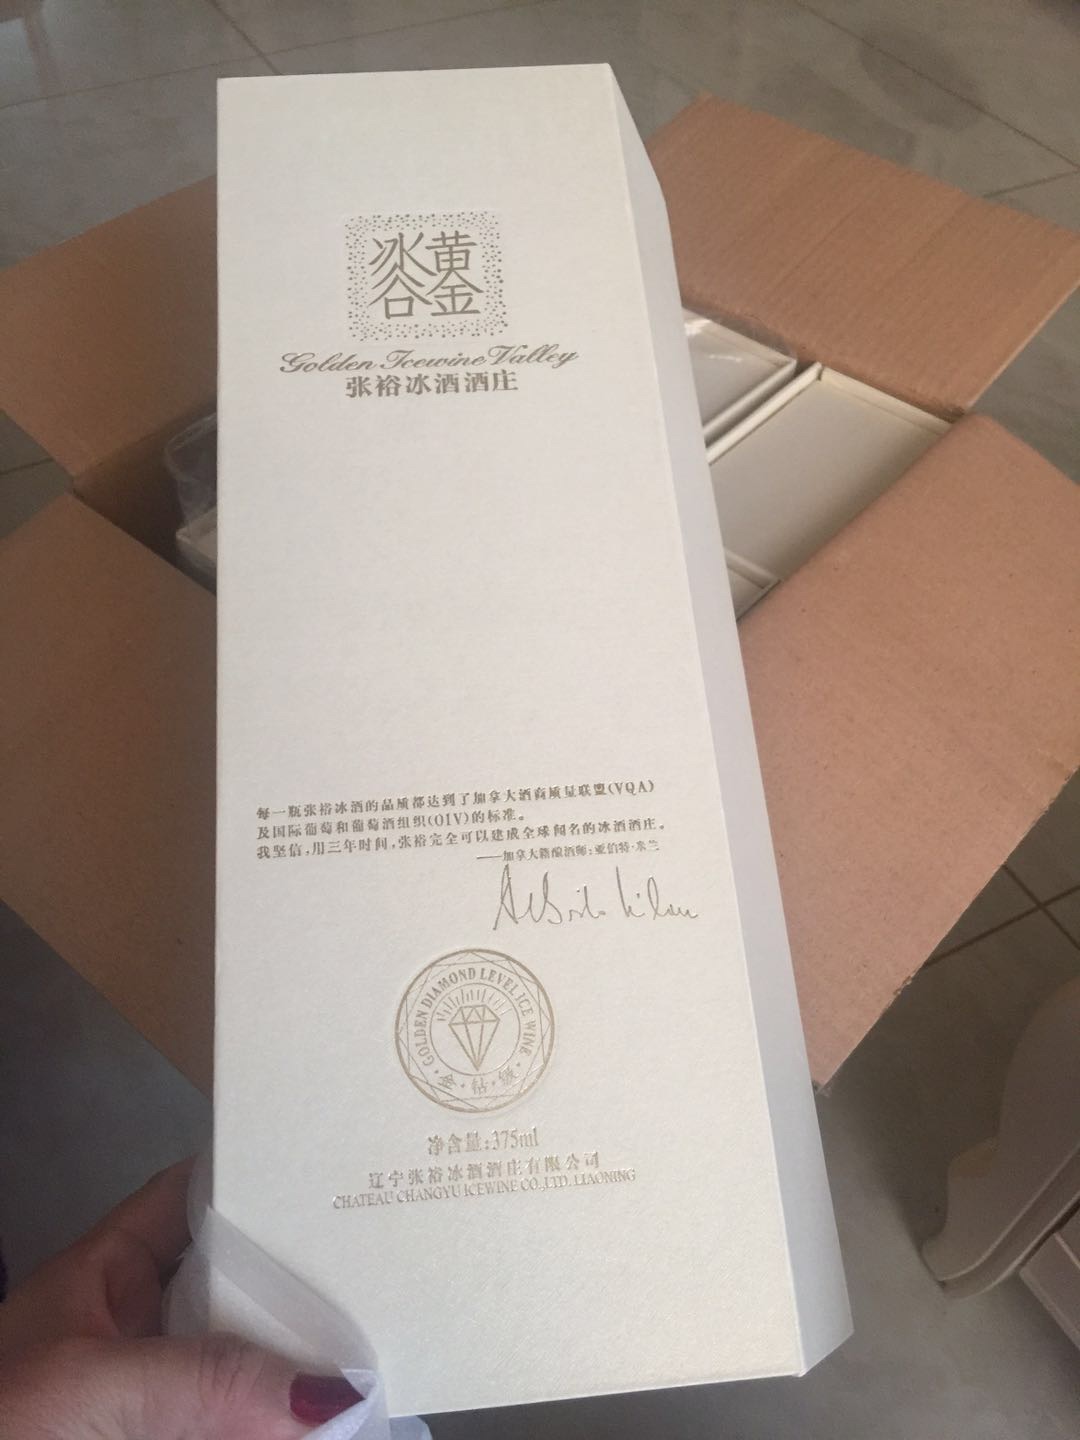 黄金
冰谷
Golden Icewine Valley
张裕冰酒酒庄
每一瓶张裕冰酒的品质都达到了加拿大酒商质量联盟(VQA)
及国际葡萄和葡萄酒组织(OIV)的标准。
我坚信,用三年时间,张裕完全可以建成全球闻名的冰酒酒庄。
——加拿大籍酿酒师:亚伯特·米兰
·GOLDEN DIAMOND LEVEL ICE WINE·
金·钻·级
净含量:375ml
辽宁张裕冰酒酒庄有限公司
CHATEAU CHANGYU ICEWINE CO.,LTD. LIAONING